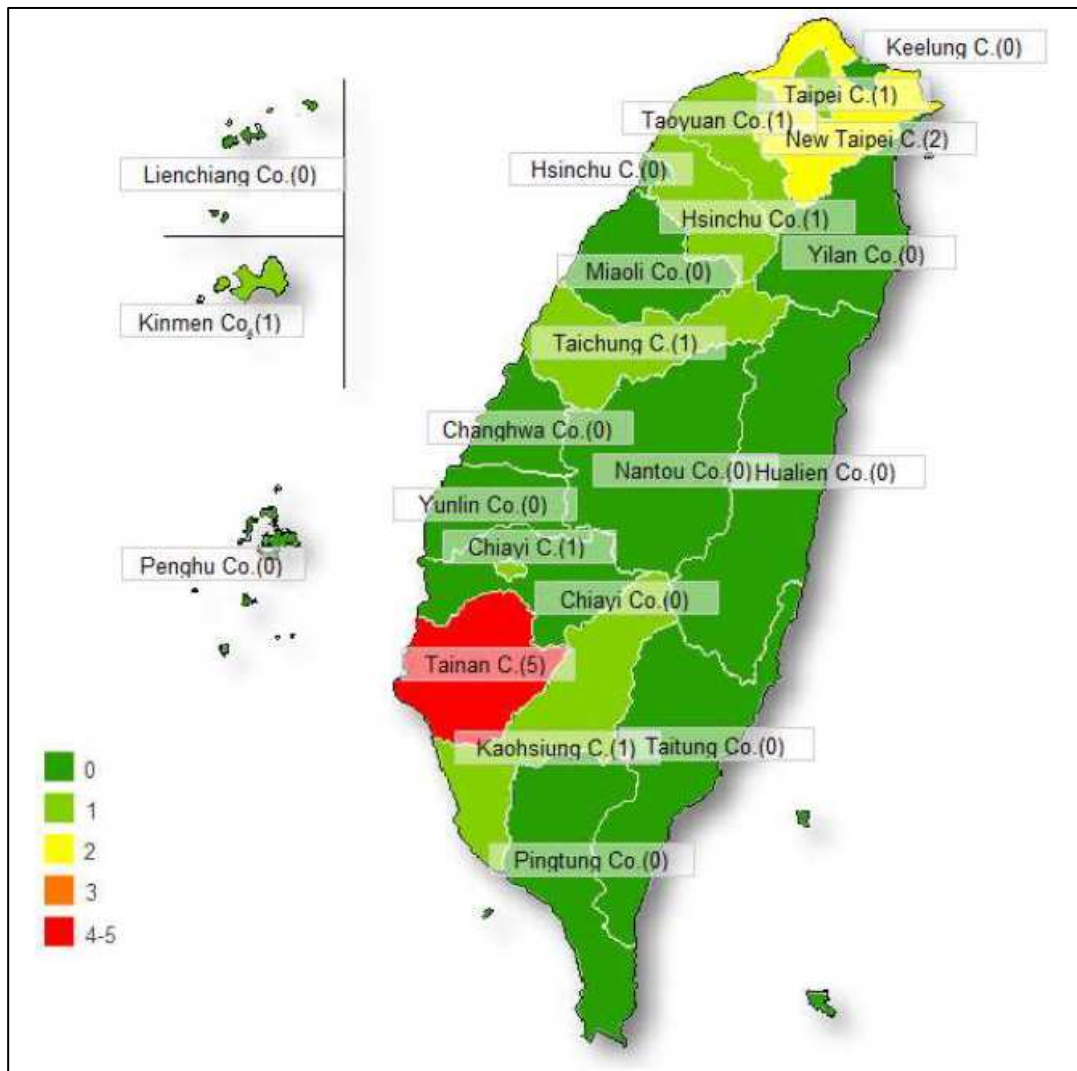 Keelung C.(0)
Taipei C.(1)
Taoyuan Co.(1)
New Taipei C.(2)
Lienchiang Co.(0)
Hsinchu C.(0)
Hsinchu Co.(1)
Yilan Co.(0)
Miaoli Co.(0)
Kinmen Co.(1)
Taichung C.(1)
Changhwa Co.(0)
Nantou Co.(0)
Hualien Co.(0)
Yunlin Co.(0)
Chiayi C.(1)
Penghu Co.(0)
Chiayi Co.(0)
Tainan C.(5)
Kaohsiung C.(1)
Taitung Co.(0)
Pingtung Co.(0)
0
1
2
3
4-5